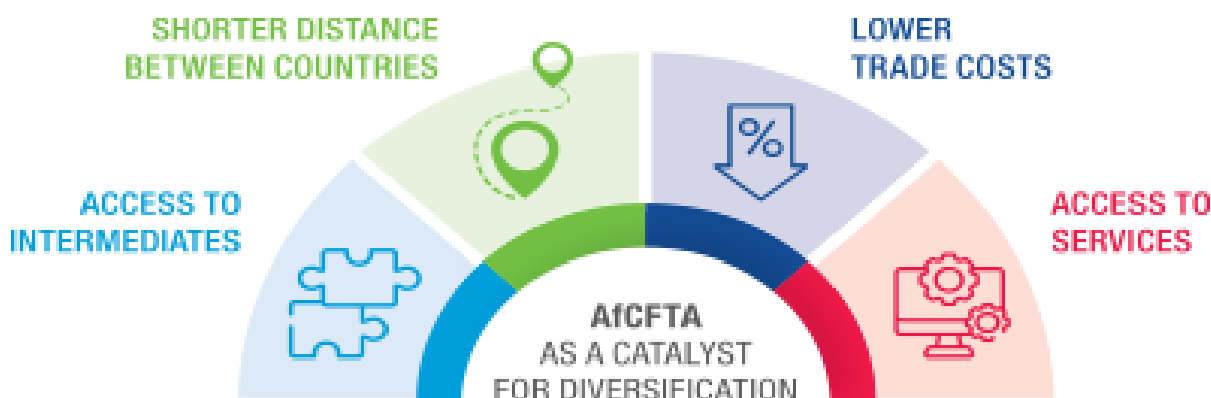 SHORTER DISTANCE
BETWEEN COUNTRIES
LOWER
TRADE COSTS
ACCESS TO
INTERMEDIATES
%
ACCESS TO
SERVICES
AfCFTA
AS A CATALYST
FOR DIVERSIFICATION